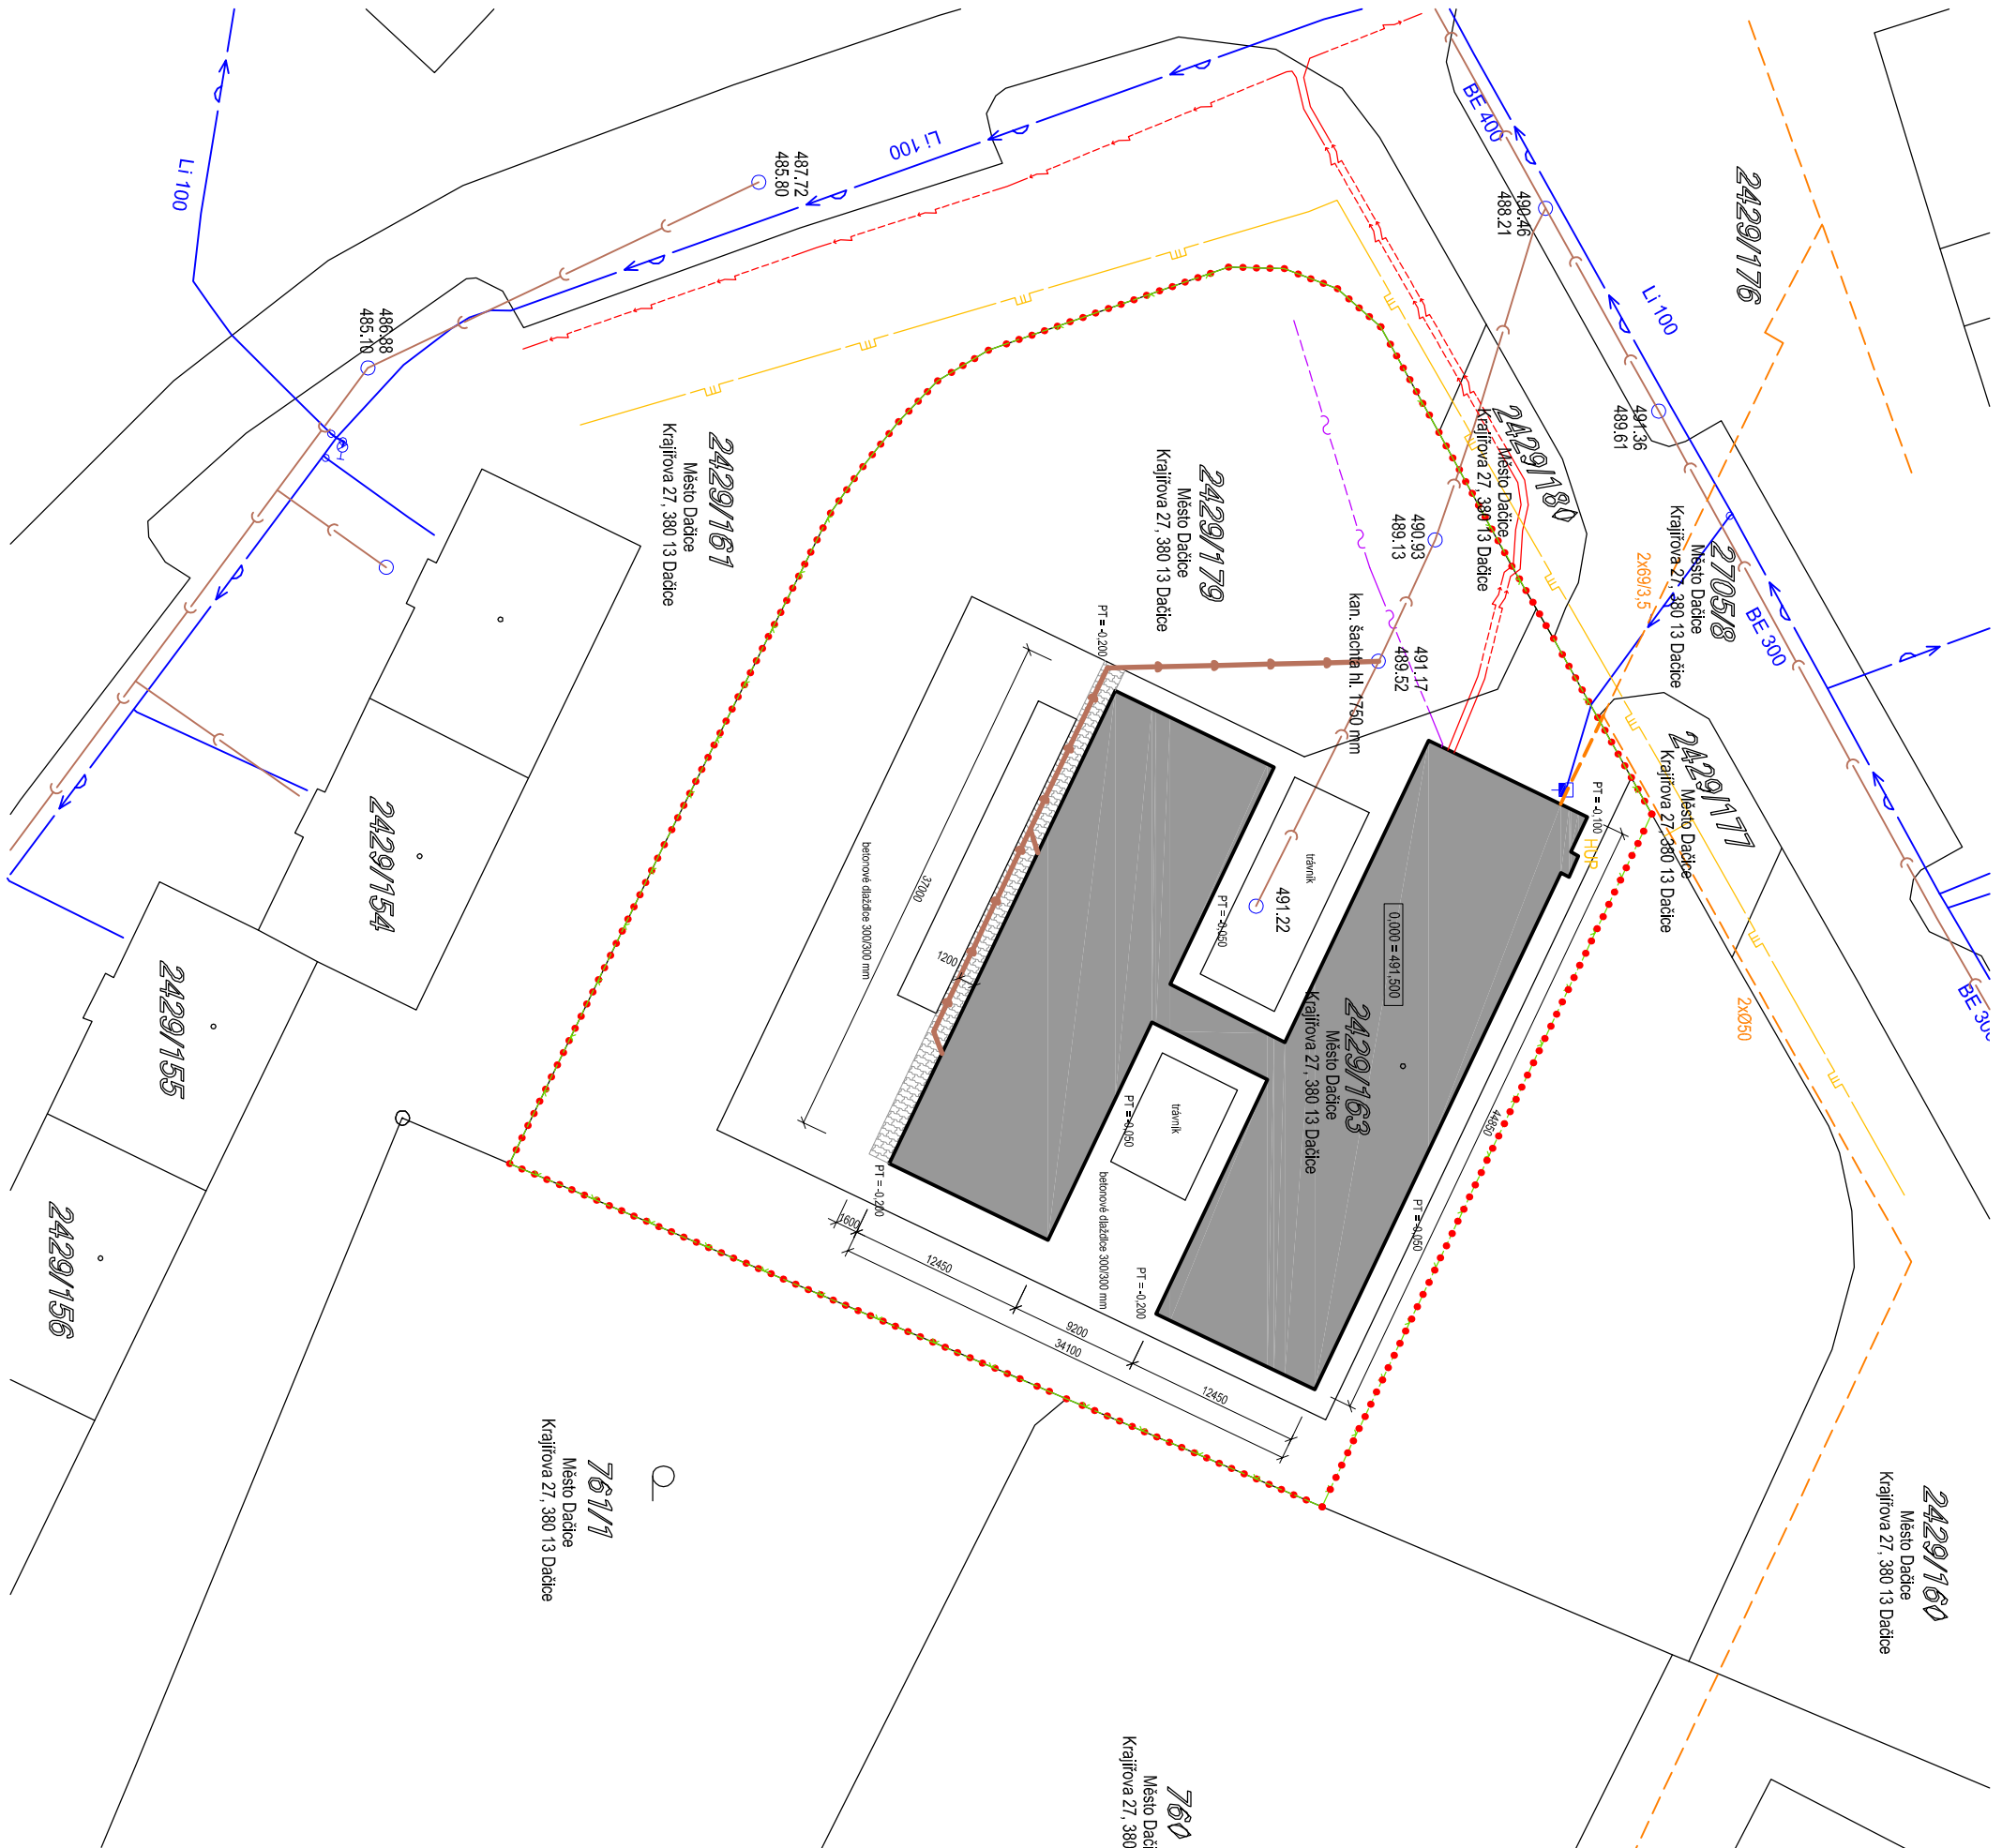 Li 100
487.72
485.80
Li 100
BE 400
490.46
488.21
2429/176
Li 100
486.88
485.10
491.36
489.61
2429/161
Město Dačice
Krajířova 27, 380 13 Dačice
2429/179
Město Dačice
Krajířova 27, 380 13 Dačice
2429/180
Město Dačice
Krajířova 27, 380 13 Dačice
490.93
489.13
2705/8
Město Dačice
Krajířova 27, 380 13 Dačice
2x69/3,5
BE 300
kan. šachta hl. 1750 mm
491.17
489.52
PT = -0,200
2429/177
Město Dačice
Krajířova 27, 380 13 Dačice
PT = -0,100
HUP
2429/154
betonové dlaždice 300/300 mm
37000
1200
trávník
491.22
PT = -0,050
0,000 = 491,500
2429/163
Město Dačice
Krajířova 27, 380 13 Dačice
2xØ50
BE 300
2429/155
trávník
PT = -0,050
44850
betonové dlaždice 300/300 mm
PT = -0,200
PT = -0,050
PT = -0,200
1600
12450
9200
34100
12450
2429/156
761/1
Město Dačice
Krajířova 27, 380 13 Dačice
2429/160
Město Dačice
Krajířova 27, 380 13 Dačice
760
Město Dači
Krajířova 27, 380